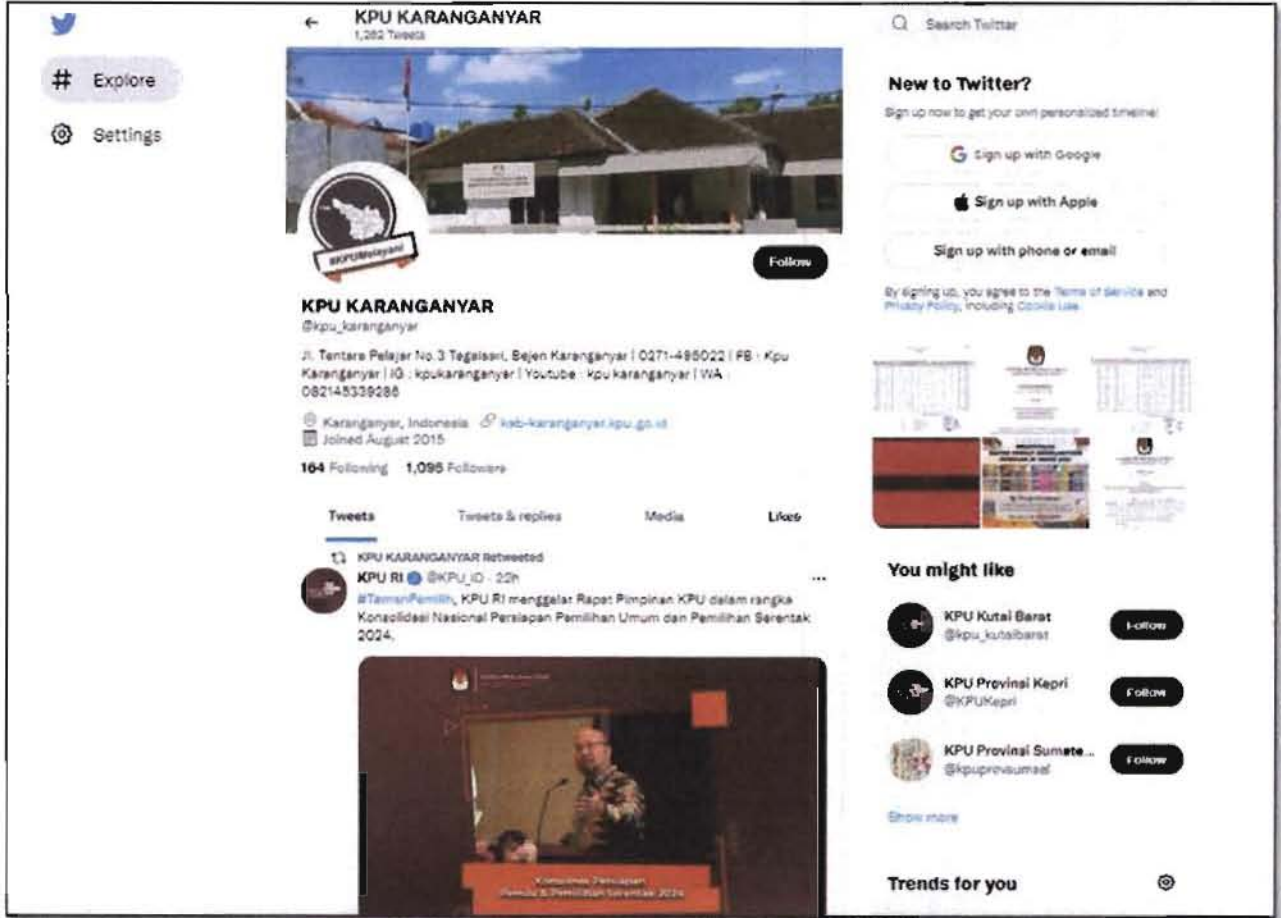 KPU KARANGANYAR
1,282 Tweets
Search Twitter
Explore
Settings
#KPUMelayani
Follow
KPU KARANGANYAR
@kpu_karanganyar
Jl. Tentara Pelajar No.3 Tegalsari, Bejen Karanganyar | 0271-495022 | FB : Kpu
Karanganyar | IG : kpukaranganyar | Youtube : kpu karanganyar | WA :
082145339286
Karanganyar, Indonesia kab-karanganyar.kpu.go.id
Joined August 2015
164 Following 1,095 Followers
Tweets Tweets & replies Media Likes
KPU KARANGANYAR Retweeted
KPU RI @KPU_ID · 22h
#TemanPemilih, KPU RI menggelar Rapat Pimpinan KPU dalam rangka
Konsolidasi Nasional Persiapan Pemilihan Umum dan Pemilihan Serentak
2024.
Pemilu & Pemilihan Serentak 2024
New to Twitter?
Sign up now to get your own personalized timeline!
Sign up with Google
Sign up with Apple
Sign up with phone or email
By signing up, you agree to the Terms of Service and
Privacy Policy, including Cookie Use.
You might like
KPU Kutai Barat
@kpu_kutaibarat
Follow
KPU Provinsi Kepri
@KPUKepri
Follow
KPU Provinsi Sumate...
@kpuprovsumsel
Follow
Show more
Trends for you